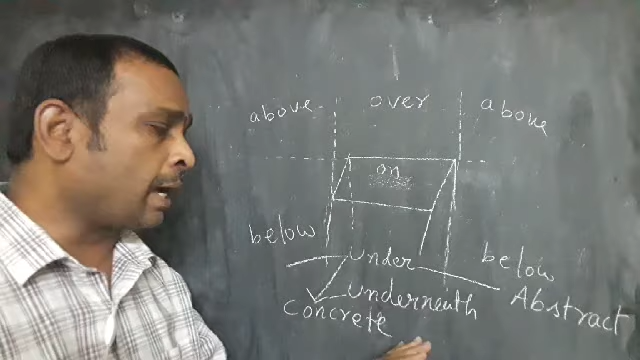 above over above
on
below under below
underneath Abstract
Concrete